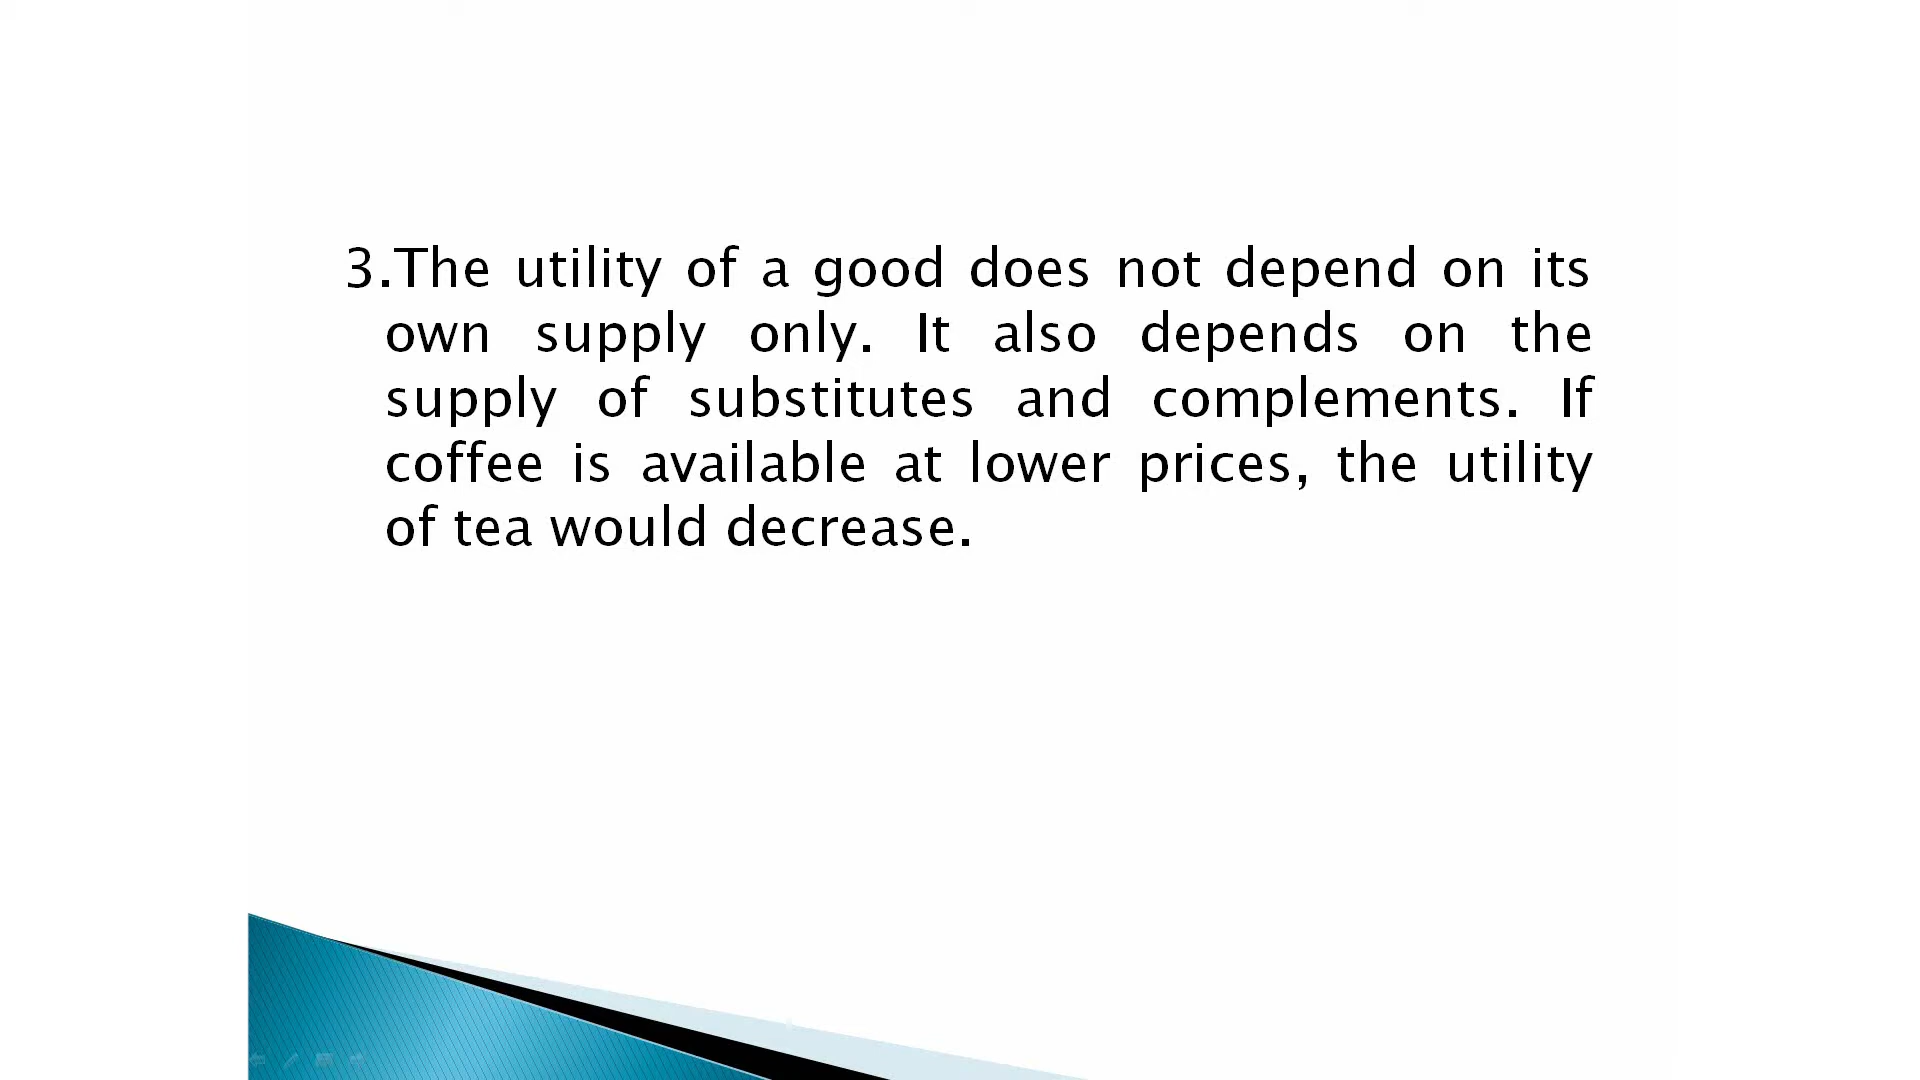 3.The utility of a good does not depend on its
own supply only. It also depends on the
supply of substitutes and complements. If
coffee is available at lower prices, the utility
of tea would decrease.